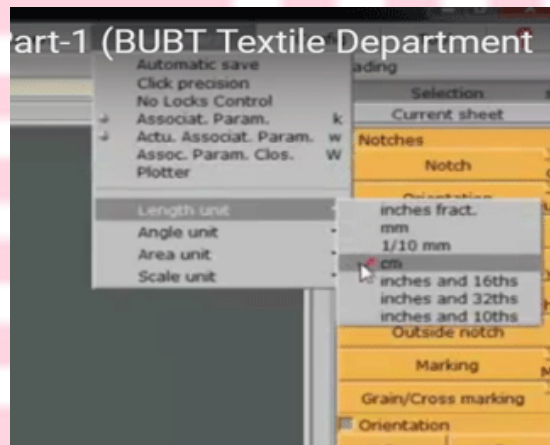 art-1 (BUBT Textile Department
Automatic save
Click precision
No Locks Control
Associat. Param. k
Actu. Associat. Param. w
Assoc. Param. Clos. W
Plotter
Length unit
Angle unit
Area unit
Scale unit
inches fract.
mm
1/10 mm
cm
inches and 16ths
inches and 32ths
inches and 10ths
ading
Selection
Current sheet
Notches
Notch
Orientation
Outside notch
Marking
Grain/Cross marking
Orientation